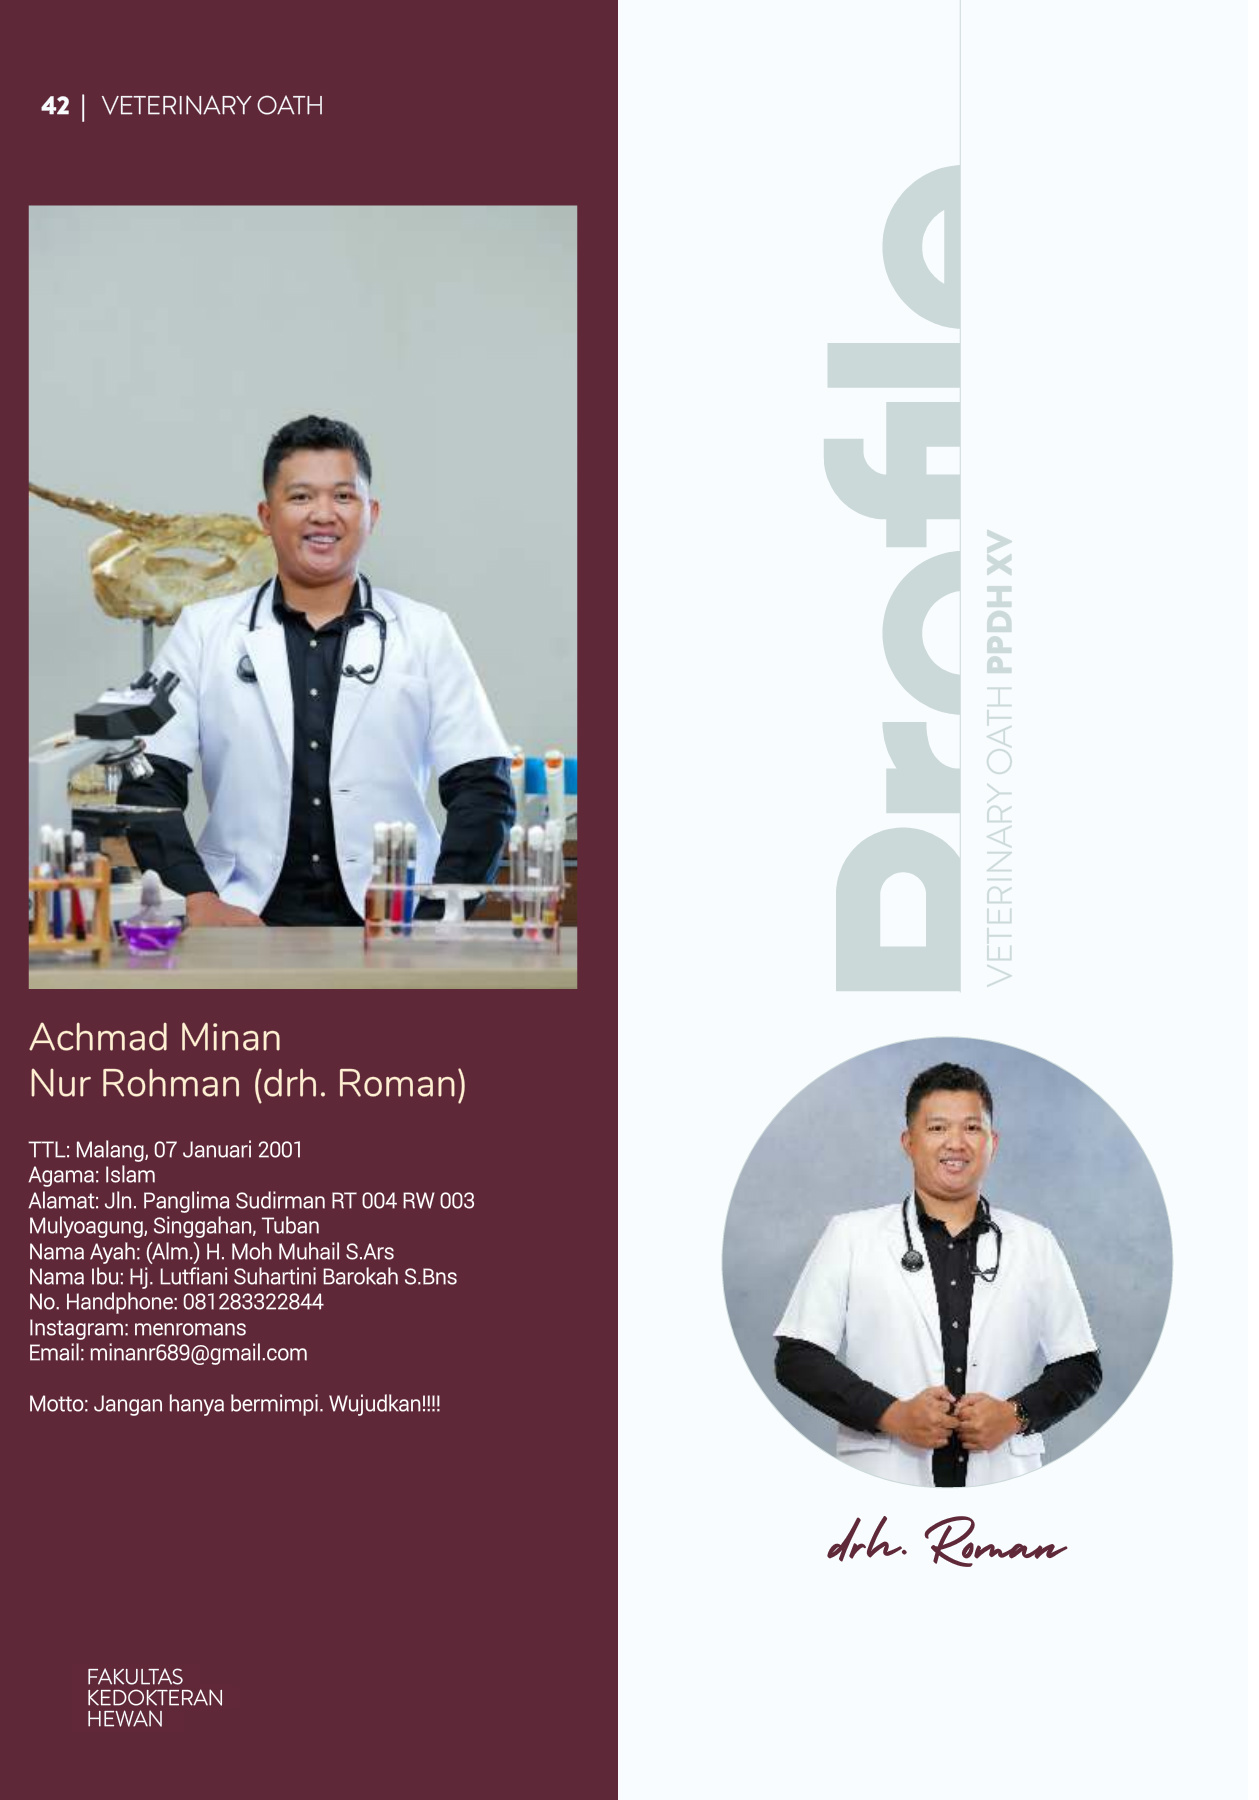 42 | VETERINARY OATH
Achmad Minan
Nur Rohman (drh. Roman)
TTL: Malang, 07 Januari 2001
Agama: Islam
Alamat: Jln. Panglima Sudirman RT 004 RW 003
Mulyoagung, Singgahan, Tuban
Nama Ayah: (Alm.) H. Moh Muhail S.Ars
Nama Ibu: Hj. Lutfiani Suhartini Barokah S.Bns
No. Handphone: 081283322844
Instagram: menromans
Email: minanr689@gmail.com
Motto: Jangan hanya bermimpi. Wujudkan!!!!
FAKULTAS
KEDOKTERAN
HEWAN
Profile
VETERINARY OATH PPDH XV
drh. Roman